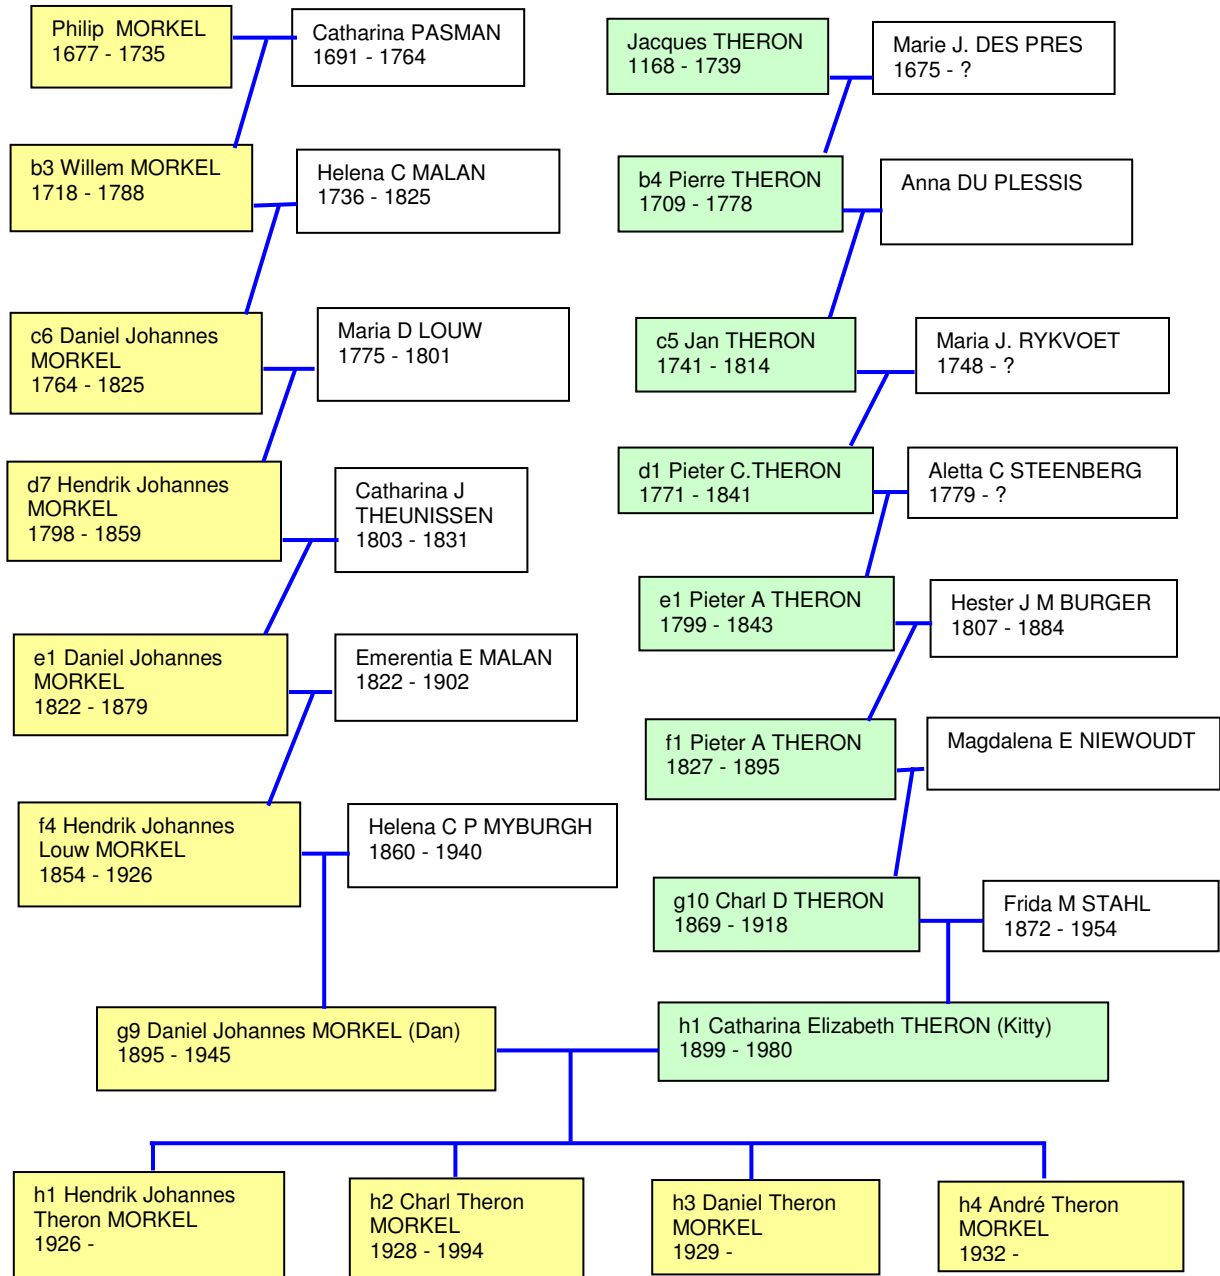 Philip MORKEL
1677 - 1735
Catharina PASMAN
1691 - 1764
Jacques THERON
1168 - 1739
Marie J. DES PRES
1675 - ?
b3 Willem MORKEL
1718 - 1788
Helena C MALAN
1736 - 1825
b4 Pierre THERON
1709 - 1778
Anna DU PLESSIS
c6 Daniel Johannes
MORKEL
1764 - 1825
Maria D LOUW
1775 - 1801
c5 Jan THERON
1741 - 1814
Maria J. RYKVOET
1748 - ?
d7 Hendrik Johannes
MORKEL
1798 - 1859
Catharina J
THEUNISSEN
1803 - 1831
d1 Pieter C.THERON
1771 - 1841
Aletta C STEENBERG
1779 - ?
e1 Pieter A THERON
1799 - 1843
Hester J M BURGER
1807 - 1884
e1 Daniel Johannes
MORKEL
1822 - 1879
Emerentia E MALAN
1822 - 1902
f1 Pieter A THERON
1827 - 1895
Magdalena E NIEWOUDT
f4 Hendrik Johannes
Louw MORKEL
1854 - 1926
Helena C P MYBURGH
1860 - 1940
g10 Charl D THERON
1869 - 1918
Frida M STAHL
1872 - 1954
g9 Daniel Johannes MORKEL (Dan)
1895 - 1945
h1 Catharina Elizabeth THERON (Kitty)
1899 - 1980
h1 Hendrik Johannes
Theron MORKEL
1926 -
h2 Charl Theron
MORKEL
1928 - 1994
h3 Daniel Theron
MORKEL
1929 -
h4 André Theron
MORKEL
1932 -